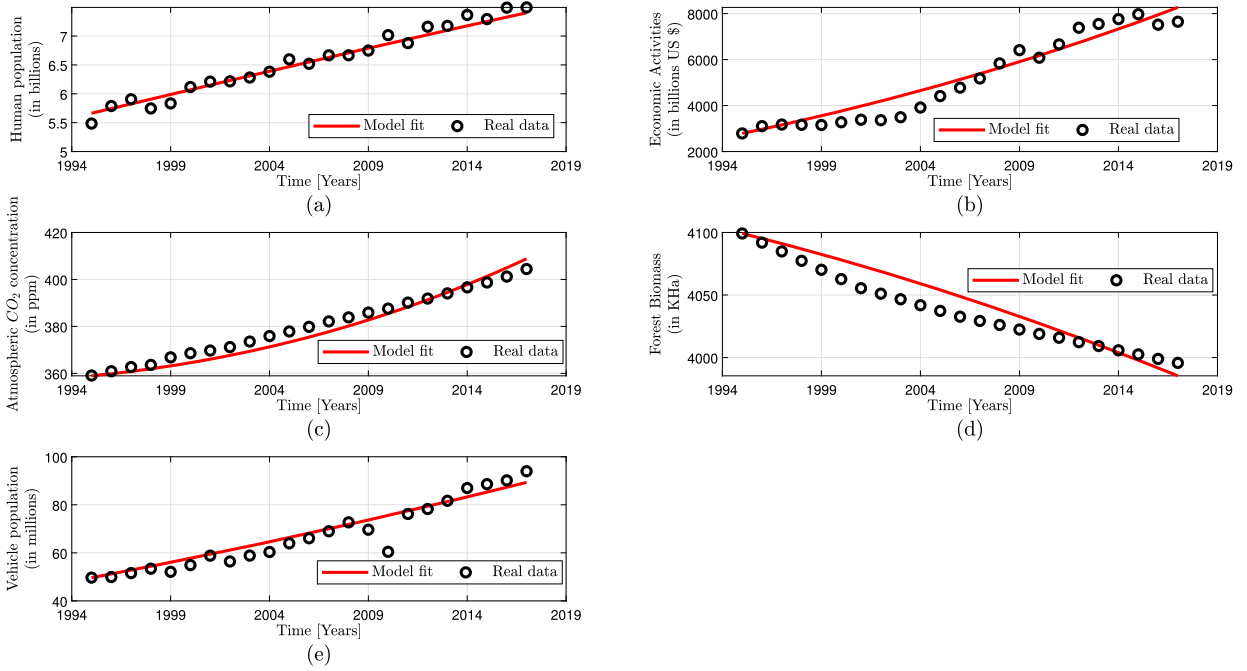 Human population
(in billions)
7
6.5
6
5.5
5
Model fit Real data
1994 1999 2004 2009 2014 2019
Time [Years]
(a)
Economic Activities
(in billions US $)
8000
6000
4000
2000
Model fit Real data
1994 1999 2004 2009 2014 2019
Time [Years]
(b)
Atmospheric CO2 concentration
(in ppm)
420
400
380
360
Model fit Real data
1994 1999 2004 2009 2014 2019
Time [Years]
(c)
Forest Biomass
(in KHa)
4100
4050
4000
Model fit Real data
1994 1999 2004 2009 2014 2019
Time [Years]
(d)
Vehicle population
(in millions)
100
80
60
40
Model fit Real data
1994 1999 2004 2009 2014 2019
Time [Years]
(e)